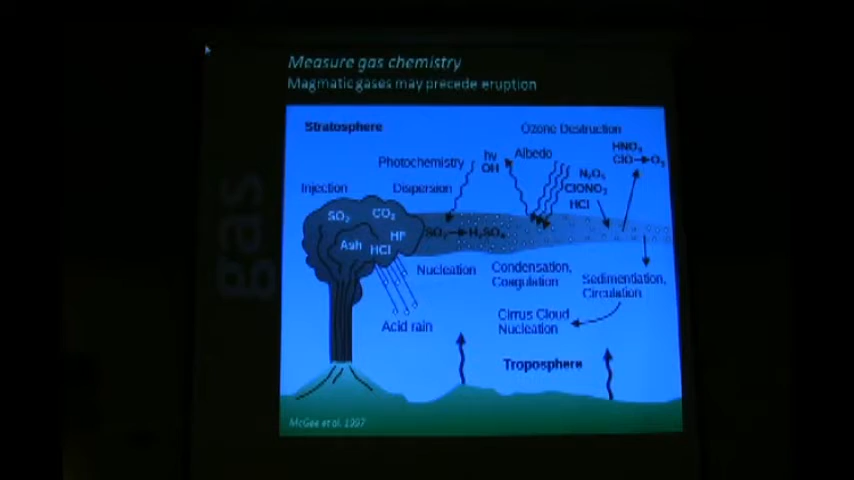 Measure gas chemistry
Magmatic gases may precede eruption
gas
Stratosphere
Ozone Destruction
HNO₃
ClO→O₃
Photochemistry
hv
OH
Albedo
N₂O₅
ClONO₂
HCl
Injection
Dispersion
SO₂
CO₂
HF
Ash
HCl
SO₂→H₂SO₄
Nucleation
Condensation,
Coagulation
Sedimentation,
Circulation
Acid rain
Cirrus Cloud
Nucleation
Troposphere
McGee et al. 1997